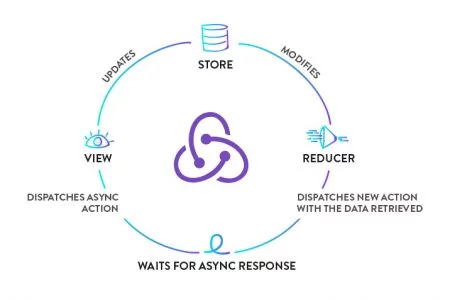 STORE
UPDATES
MODIFIES
VIEW
REDUCER
DISPATCHES ASYNC
ACTION
DISPATCHES NEW ACTION
WITH THE DATA RETRIEVED
WAITS FOR ASYNC RESPONSE